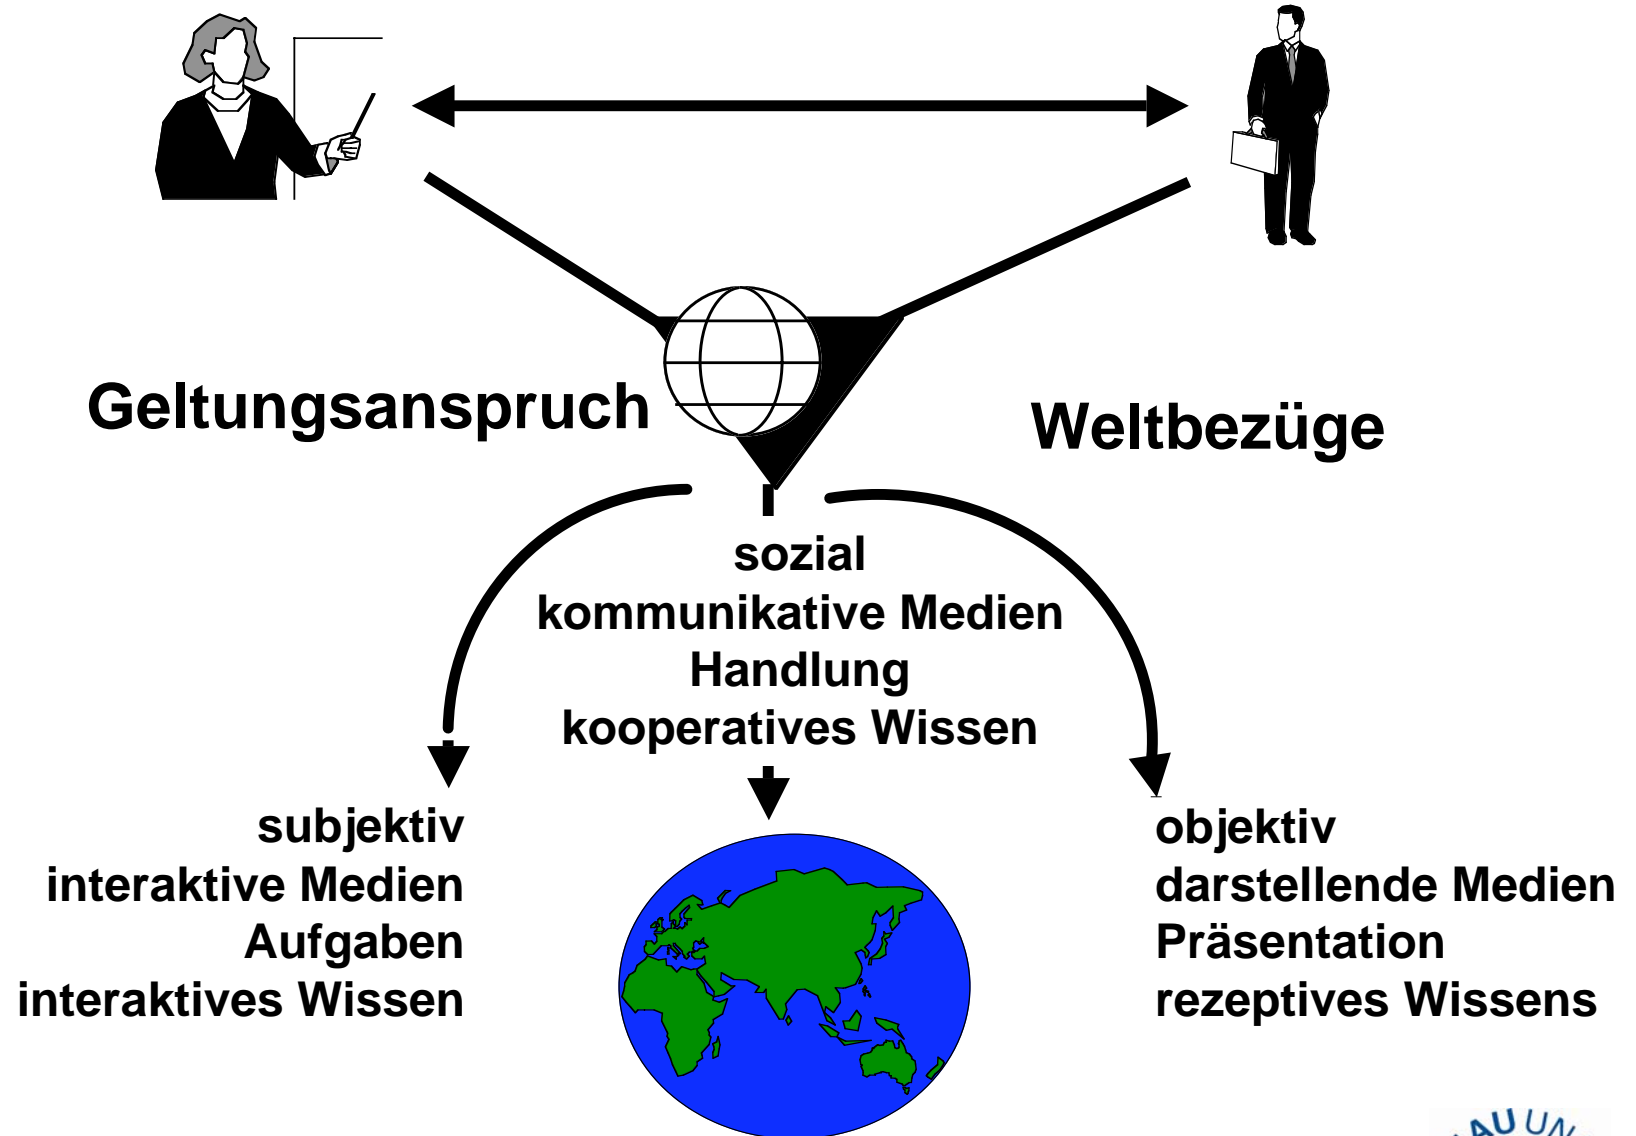 Geltungsanspruch
Weltbezüge
sozial
kommunikative Medien
Handlung
kooperatives Wissen
subjektiv
interaktive Medien
Aufgaben
interaktives Wissen
objektiv
darstellende Medien
Präsentation
rezeptives Wissens